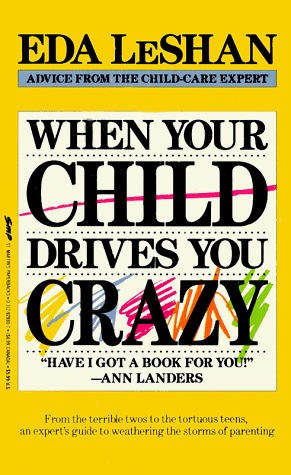 EDA LESHAN
ADVICE FROM THE CHILD-CARE EXPERT
WHEN YOUR
CHILD
DRIVES YOU
CRAZY
"HAVE I GOT A BOOK FOR YOU!"
—ANN LANDERS
From the terrible twos to the tortuous teens,
an expert's guide to weathering the storms of parenting